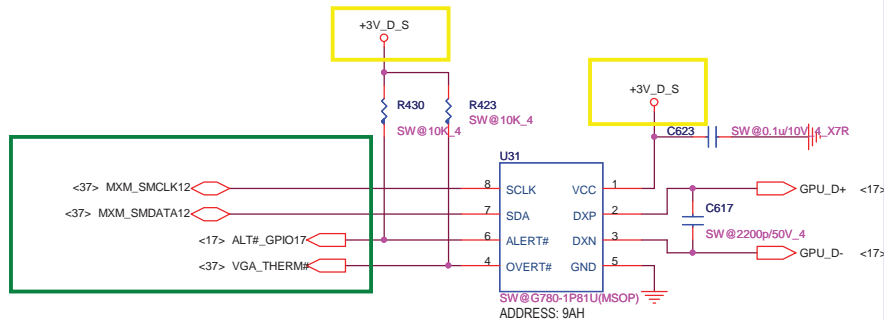 +3V_D_S
+3V_D_S
R430
R423
SW@10K_4
SW@10K_4
C623
SW@0.1u/10V_4_X7R
U31
<37> MXM_SMCLK12
8
SCLK
VCC
1
GPU_D+
<17>
<37> MXM_SMDATA12
7
SDA
DXP
2
C617
SW@2200p/50V_4
<17> ALT#_GPIO17
6
ALERT#
DXN
3
GPU_D-
<17>
<37> VGA_THERM#
4
OVERT#
GND
5
SW@G780-1P81U(MSOP)
ADDRESS: 9AH